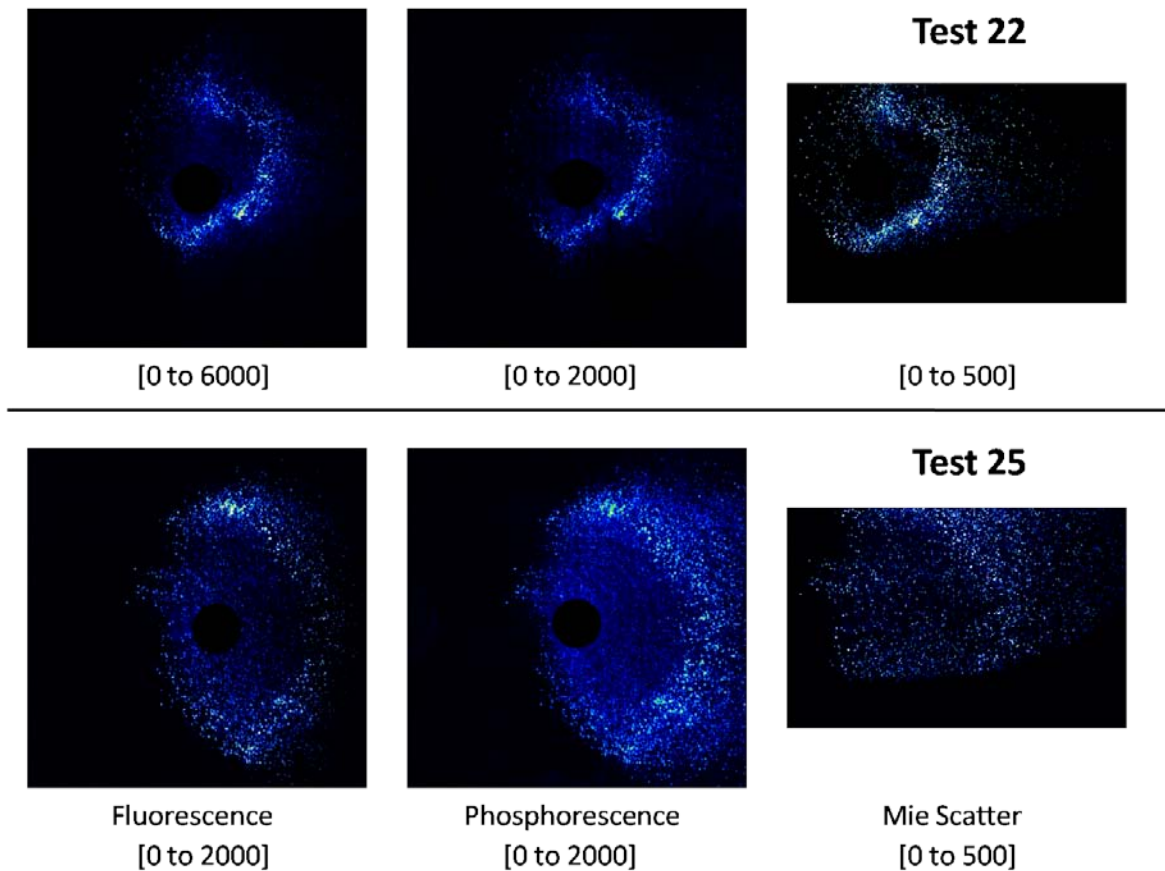 Test 22
[0 to 6000]
[0 to 2000]
[0 to 500]
Test 25
Fluorescence
Phosphorescence
Mie Scatter
[0 to 2000]
[0 to 2000]
[0 to 500]